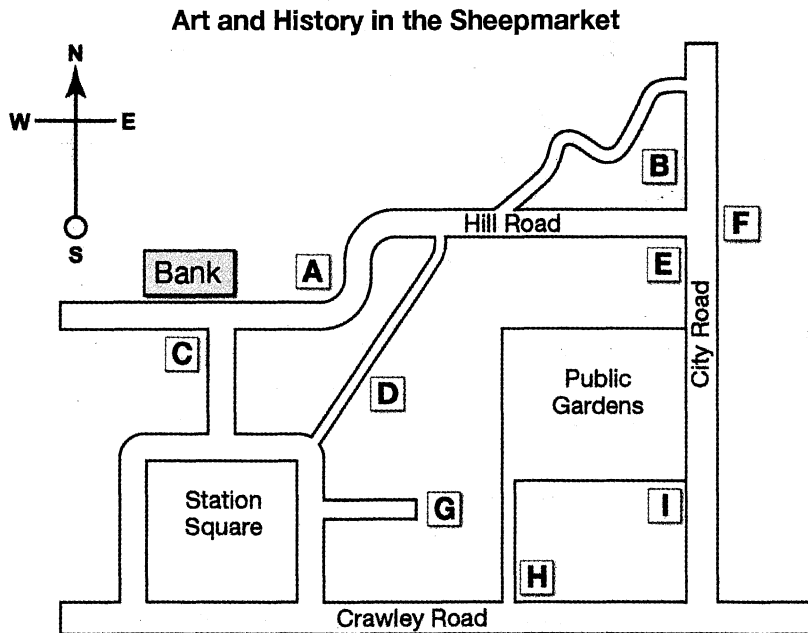 Art and History in the Sheepmarket
N
W E
S
B
Hill Road
F
Bank
A
E
C
City Road
D
Public
Gardens
Station
Square
G
I
H
Crawley Road